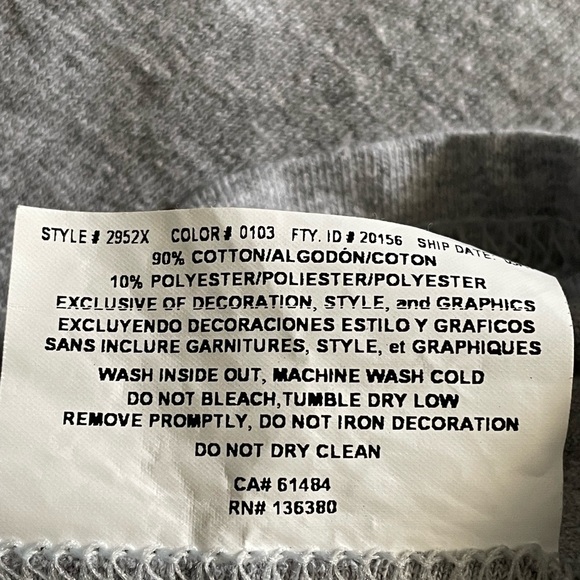 STYLE # 2952X COLOR # 0103 FTY. ID # 20156 SHIP DATE:
90% COTTON/ALGODÓN/COTON
10% POLYESTER/POLIESTER/POLYESTER
EXCLUSIVE OF DECORATION, STYLE, and GRAPHICS
EXCLUYENDO DECORACIONES ESTILO Y GRAFICOS
SANS INCLURE GARNITURES, STYLE, et GRAPHIQUES
WASH INSIDE OUT, MACHINE WASH COLD
DO NOT BLEACH,TUMBLE DRY LOW
REMOVE PROMPTLY, DO NOT IRON DECORATION
DO NOT DRY CLEAN
CA# 61484
RN# 136380